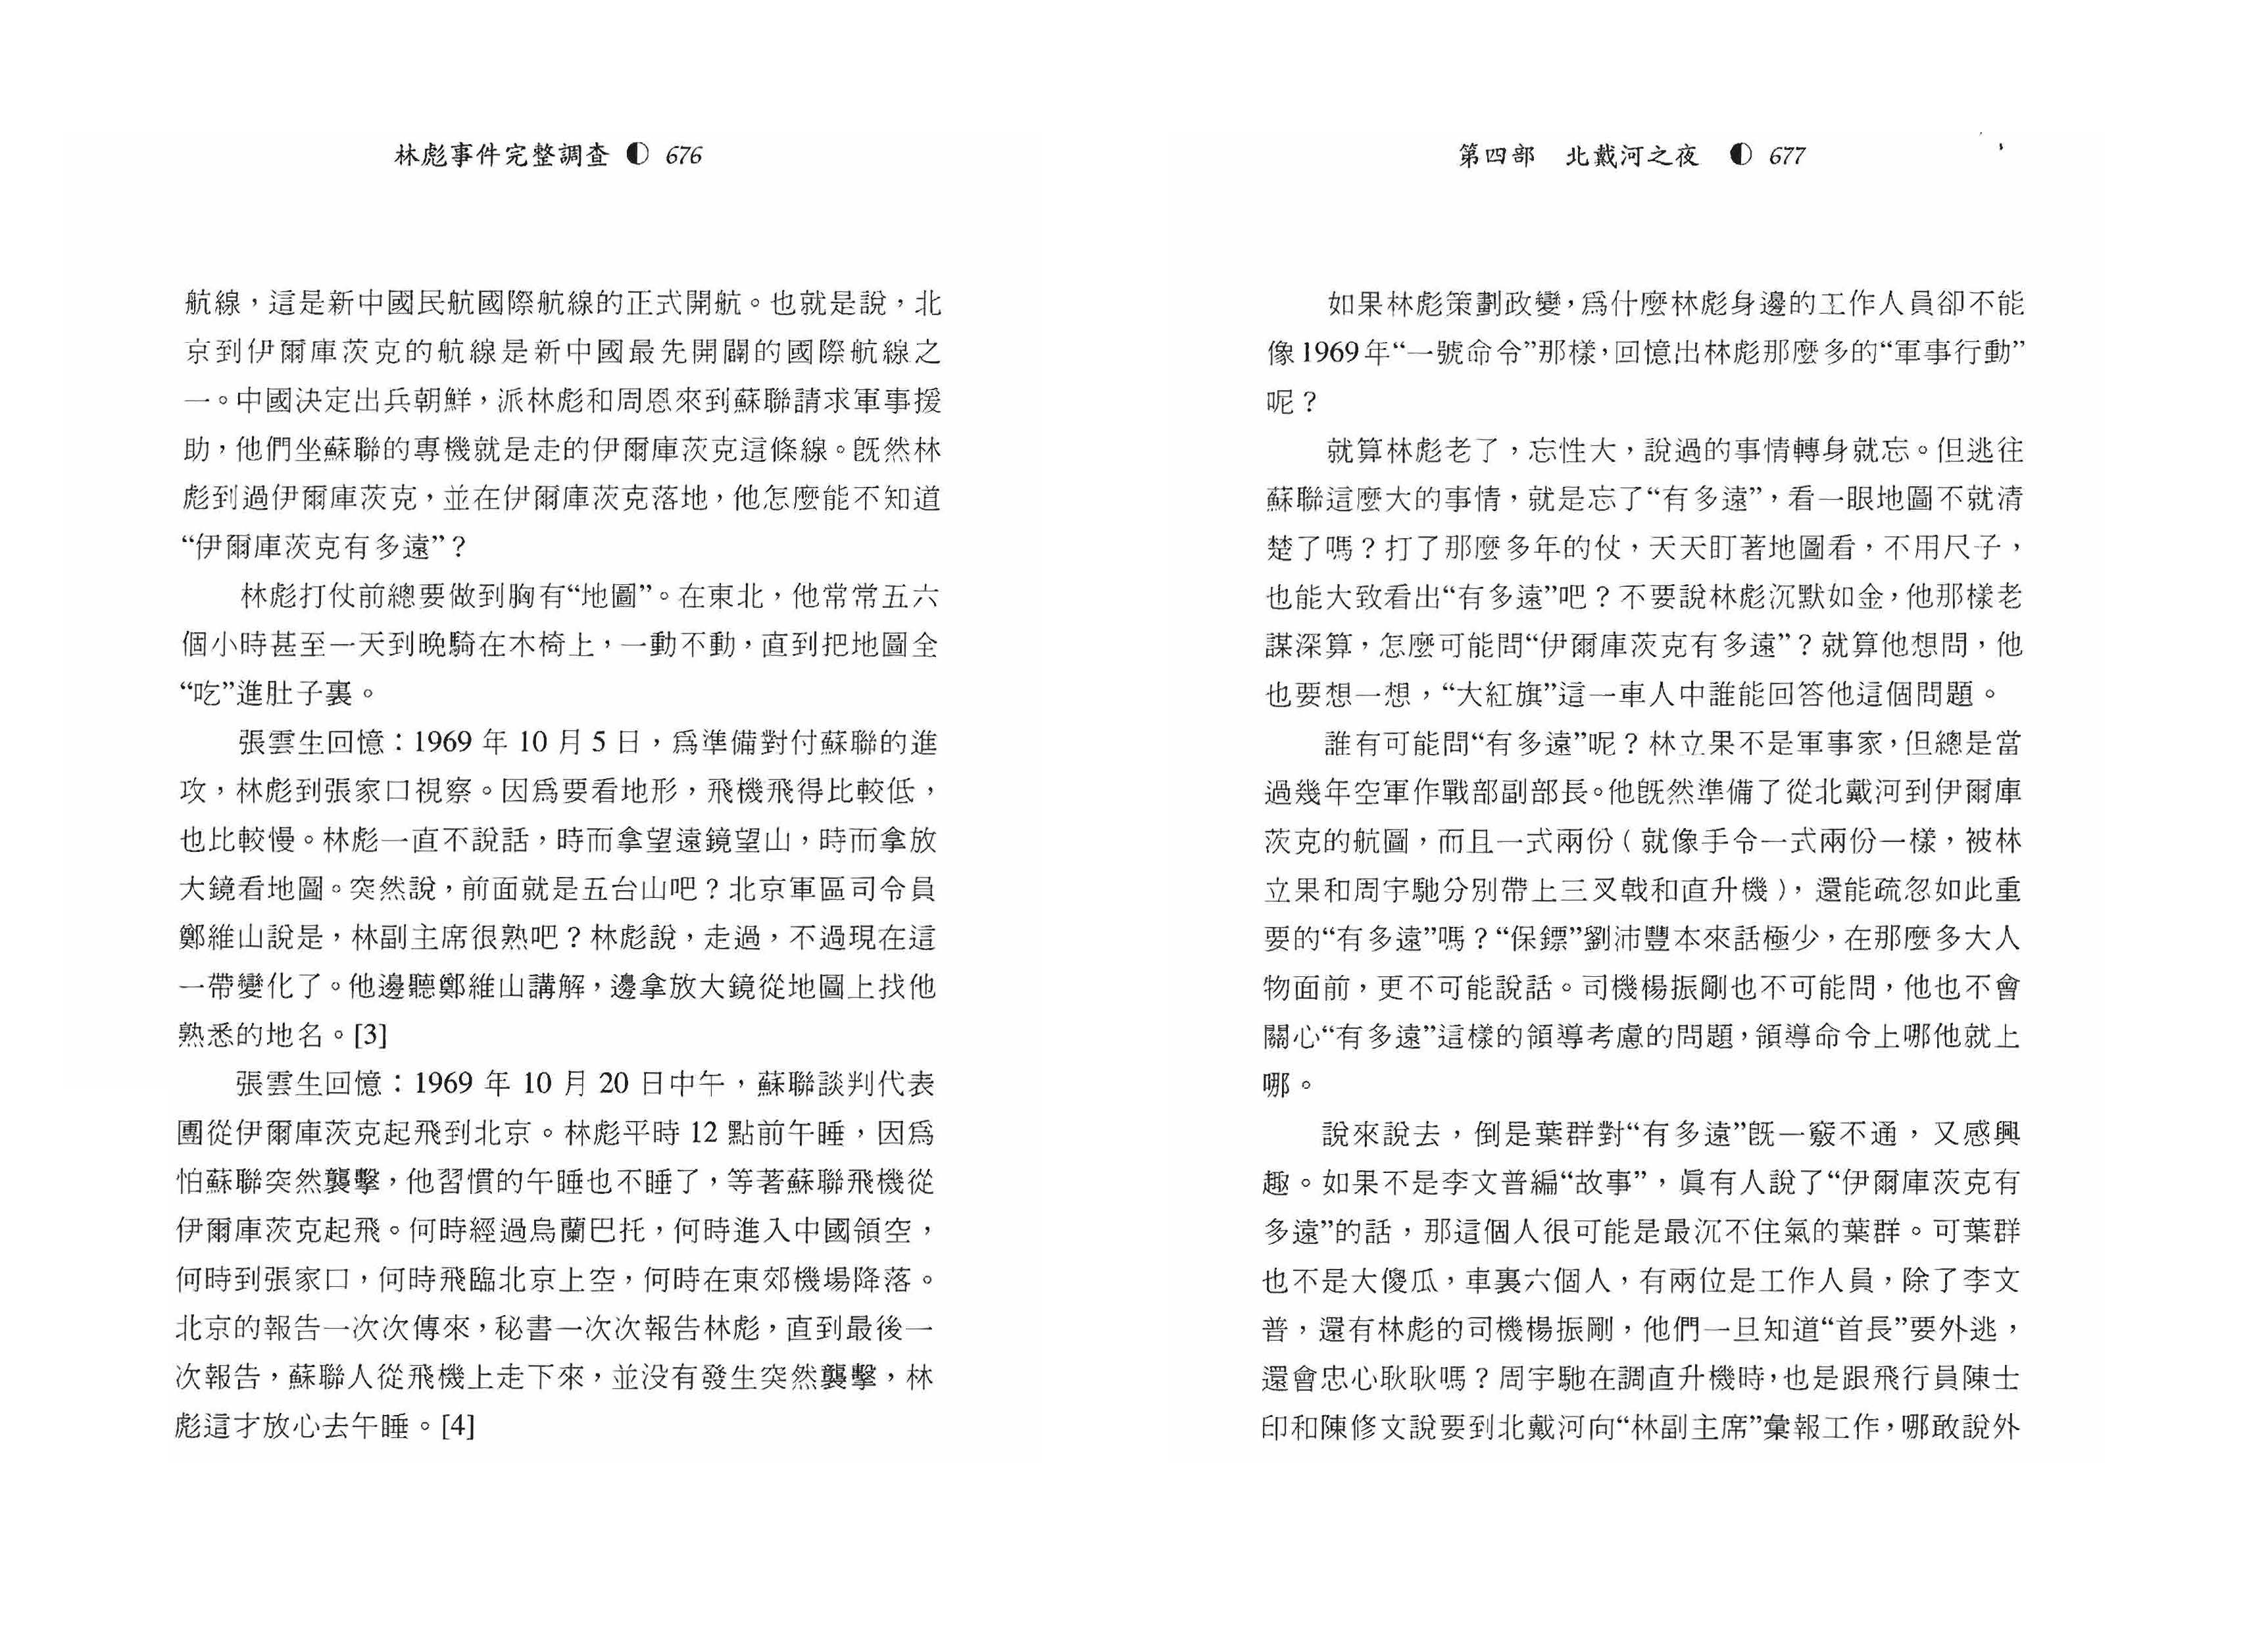 林彪事件完整調查 ◐ 676
航線，這是新中國民航國際航線的正式開航。也就是說，北
京到伊爾庫茨克的航線是新中國最先開闢的國際航線之
一。中國決定出兵朝鮮，派林彪和周恩來到蘇聯請求軍事援
助，他們坐蘇聯的專機就是走的伊爾庫茨克這條線。既然林
彪到過伊爾庫茨克，並在伊爾庫茨克落地，他怎麼能不知道
“伊爾庫茨克有多遠”？
林彪打仗前總要做到胸有“地圖”。在東北，他常常五六
個小時甚至一天到晚騎在木椅上，一動不動，直到把地圖全
“吃”進肚子裏。
張雲生回憶：1969 年 10 月 5 日，爲準備對付蘇聯的進
攻，林彪到張家口視察。因爲要看地形，飛機飛得比較低，
也比較慢。林彪一直不說話，時而拿望遠鏡望山，時而拿放
大鏡看地圖。突然說，前面就是五台山吧？北京軍區司令員
鄭維山說是，林副主席很熟吧？林彪說，走過，不過現在這
一帶變化了。他邊聽鄭維山講解，邊拿放大鏡從地圖上找他
熟悉的地名。[3]
張雲生回憶：1969 年 10 月 20 日中午，蘇聯談判代表
團從伊爾庫茨克起飛到北京。林彪平時 12 點前午睡，因爲
怕蘇聯突然襲擊，他習慣的午睡也不睡了，等著蘇聯飛機從
伊爾庫茨克起飛。何時經過烏蘭巴托，何時進入中國領空，
何時到張家口，何時飛臨北京上空，何時在東郊機場降落。
北京的報告一次次傳來，秘書一次次報告林彪，直到最後一
次報告，蘇聯人從飛機上走下來，並没有發生突然襲擊，林
彪這才放心去午睡。[4]
第四部 北戴河之夜 ◐ 677
如果林彪策劃政變，爲什麼林彪身邊的工作人員卻不能
像1969年“一號命令”那樣，回憶出林彪那麼多的“軍事行動”
呢？
就算林彪老了，忘性大，說過的事情轉身就忘。但逃往
蘇聯這麼大的事情，就是忘了“有多遠”，看一眼地圖不就清
楚了嗎？打了那麼多年的仗，天天盯著地圖看，不用尺子，
也能大致看出“有多遠”吧？不要說林彪沉默如金，他那樣老
謀深算，怎麼可能問“伊爾庫茨克有多遠”？就算他想問，他
也要想一想，“大紅旗”這一車人中誰能回答他這個問題。
誰有可能問“有多遠”呢？林立果不是軍事家，但總是當
過幾年空軍作戰部副部長。他既然準備了從北戴河到伊爾庫
茨克的航圖，而且一式兩份（就像手令一式兩份一樣，被林
立果和周宇馳分別帶上三叉戟和直升機），還能疏忽如此重
要的“有多遠”嗎？“保鏢”劉沛豐本來話極少，在那麼多大人
物面前，更不可能說話。司機楊振剛也不可能問，他也不會
關心“有多遠”這樣的領導考慮的問題，領導命令上哪他就上
哪。
說來說去，倒是葉群對“有多遠”既一竅不通，又感興
趣。如果不是李文普編“故事”，眞有人說了“伊爾庫茨克有
多遠”的話，那這個人很可能是最沉不住氣的葉群。可葉群
也不是大傻瓜，車裏六個人，有兩位是工作人員，除了李文
普，還有林彪的司機楊振剛，他們一旦知道“首長”要外逃，
還會忠心耿耿嗎？周宇馳在調直升機時，也是跟飛行員陳士
印和陳修文說要到北戴河向“林副主席”彙報工作，哪敢說外